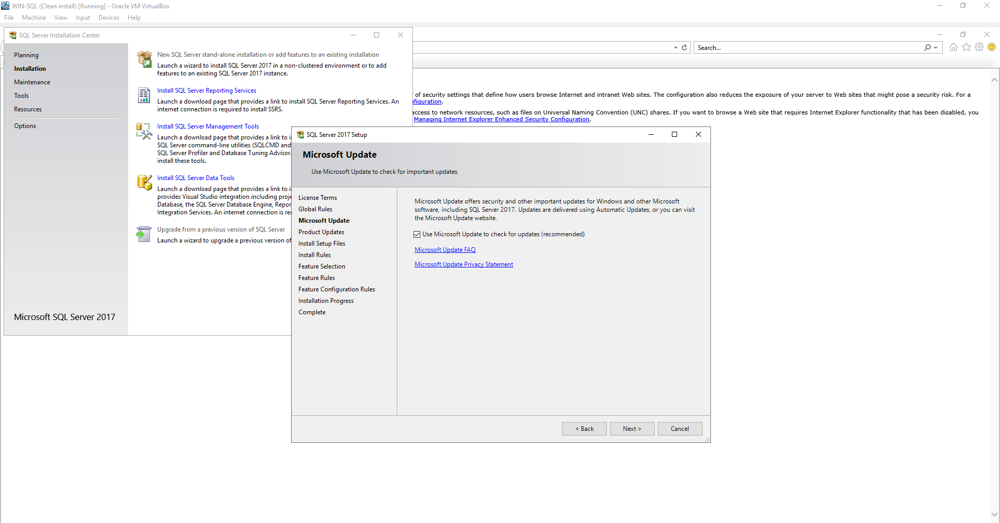 WIN-SQL (Clean install) [Running] - Oracle VM VirtualBox
File Machine View Input Devices Help
SQL Server Installation Center
Search...
Planning
Installation
Maintenance
Tools
Resources
Options
Microsoft SQL Server 2017
New SQL Server stand-alone installation or add features to an existing installation
Launch a wizard to install SQL Server 2017 in a non-clustered environment or to add
features to an existing SQL Server 2017 instance.
Install SQL Server Reporting Services
Launch a download page that provides a link to install SQL Server Reporting Services. An
internet connection is required to install SSRS.
Install SQL Server Management Tools
Launch a download page that provides a link to
SQL Server command-line utilities (SQLCMD and
SQL Server Profiler and Database Tuning Advisor.
install these tools.
Install SQL Server Data Tools
Launch a download page that provides a link to
provides Visual Studio integration including
Database, the SQL Server Database Engine,
Integration Services. An internet connection is
Upgrade from a previous version of SQL Server
Launch a wizard to upgrade a previous version of
of security settings that define how users browse Internet and intranet Web sites. The configuration also reduces the exposure of your server to Web sites that might pose a security risk. For a
figuration.
access to network resources, such as files on Universal Naming Convention (UNC) shares. If you want to browse a Web site that requires Internet Explorer functionality that has been disabled, you
Managing Internet Explorer Enhanced Security Configuration.
SQL Server 2017 Setup
Microsoft Update
Use Microsoft Update to check for important updates
License Terms
Global Rules
Microsoft Update
Product Updates
Install Setup Files
Install Rules
Feature Selection
Feature Rules
Feature Configuration Rules
Installation Progress
Complete
Microsoft Update offers security and other important updates for Windows and other Microsoft
software, including SQL Server 2017. Updates are delivered using Automatic Updates, or you can visit
the Microsoft Update website.
Use Microsoft Update to check for updates (recommended)
Microsoft Update FAQ
Microsoft Update Privacy Statement
< Back Next > Cancel